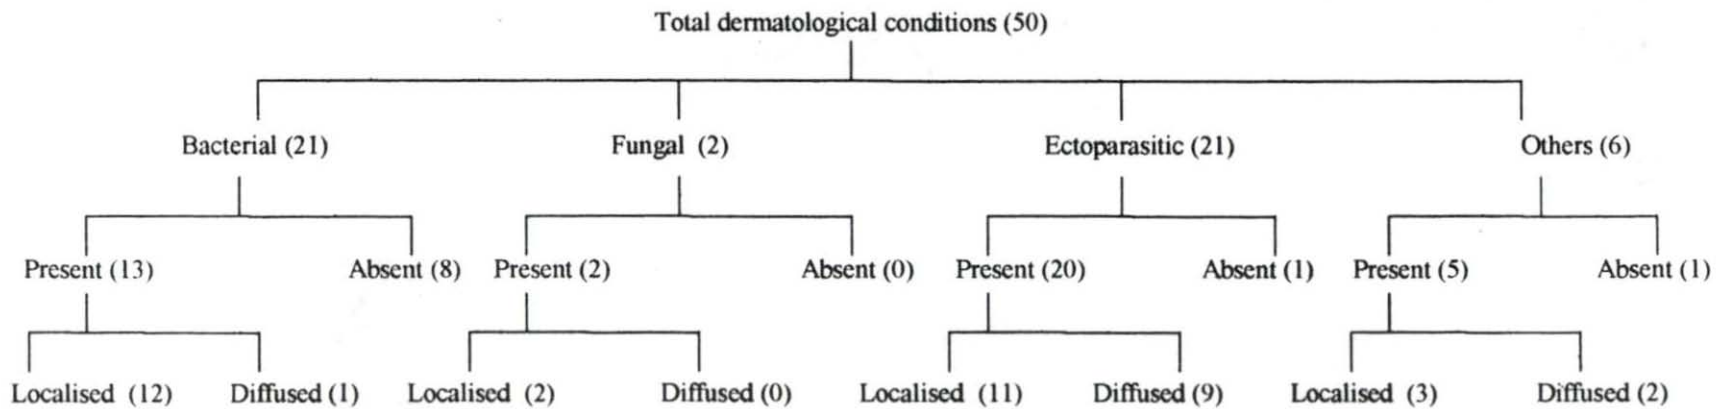 Total dermatological conditions (50)
Bacterial (21) Fungal (2) Ectoparasitic (21) Others (6)
Present (13) Absent (8) Present (2) Absent (0) Present (20) Absent (1) Present (5) Absent (1)
Localised (12) Diffused (1) Localised (2) Diffused (0) Localised (11) Diffused (9) Localised (3) Diffused (2)